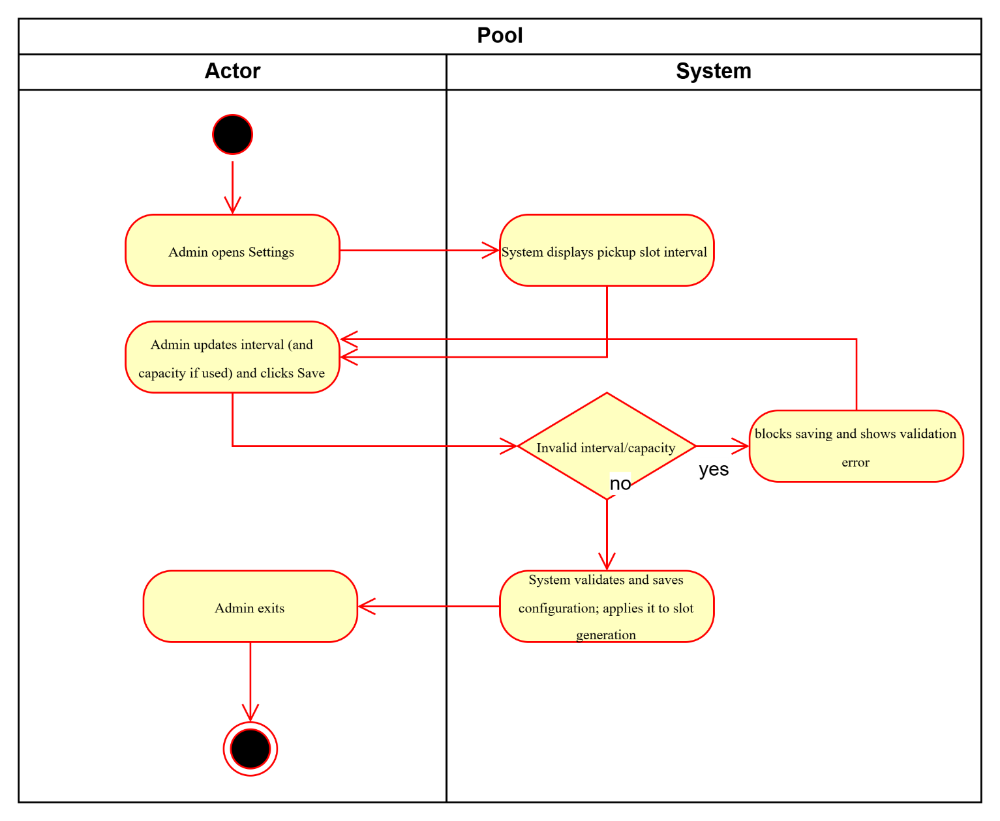 Pool
Actor
System
Admin opens Settings
System displays pickup slot interval
Admin updates interval (and
capacity if used) and clicks Save
Invalid interval/capacity
blocks saving and shows validation
error
yes
no
System validates and saves
configuration; applies it to slot
generation
Admin exits